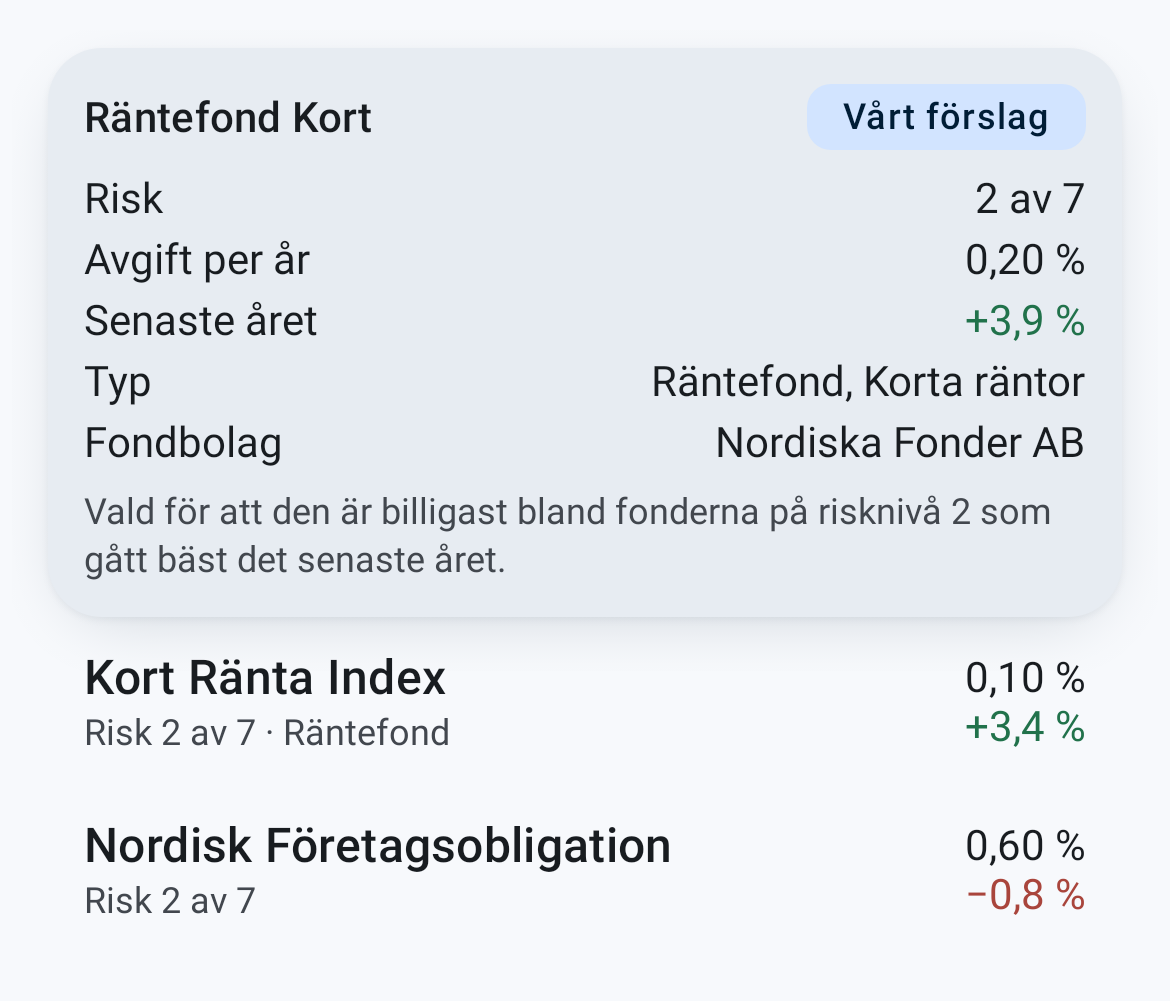 Räntefond Kort
Vårt förslag
Risk 2 av 7
Avgift per år 0,20 %
Senaste året +3,9 %
Typ Räntefond, Korta räntor
Fondbolag Nordiska Fonder AB
Vald för att den är billigast bland fonderna på risknivå 2 som
gått bäst det senaste året.
Kort Ränta Index 0,10 %
Risk 2 av 7 · Räntefond +3,4 %
Nordisk Företagsobligation 0,60 %
Risk 2 av 7 −0,8 %